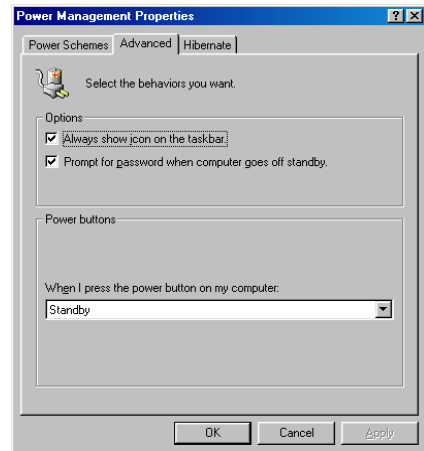 Power Management Properties
Power Schemes Advanced Hibernate
Select the behaviors you want.
Options
Always show icon on the taskbar.
Prompt for password when computer goes off standby.
Power buttons
When I press the power button on my computer:
Standby
OK Cancel Apply